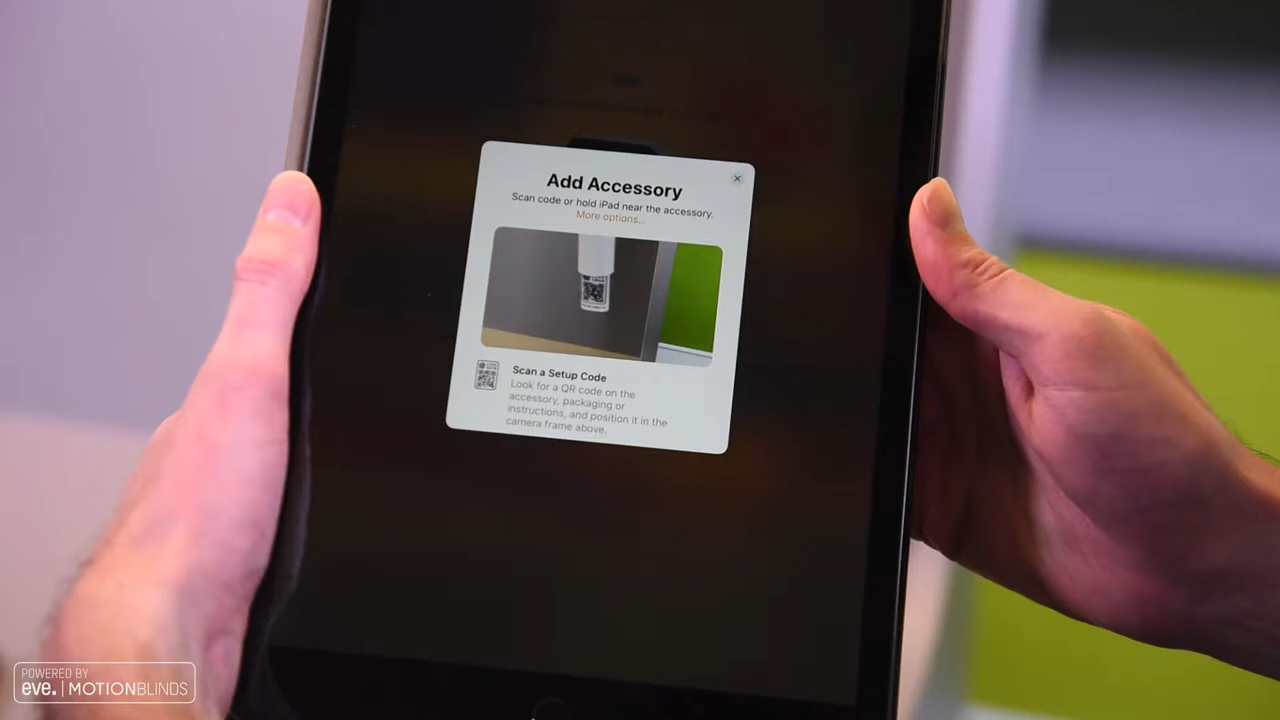 Add Accessory
Scan code or hold iPad near the accessory.
More options...
Scan a Setup Code
Look for a QR code on the
accessory, packaging or
instructions, and position it in the
camera frame above.
POWERED BY
eve. | MOTIONBLINDS